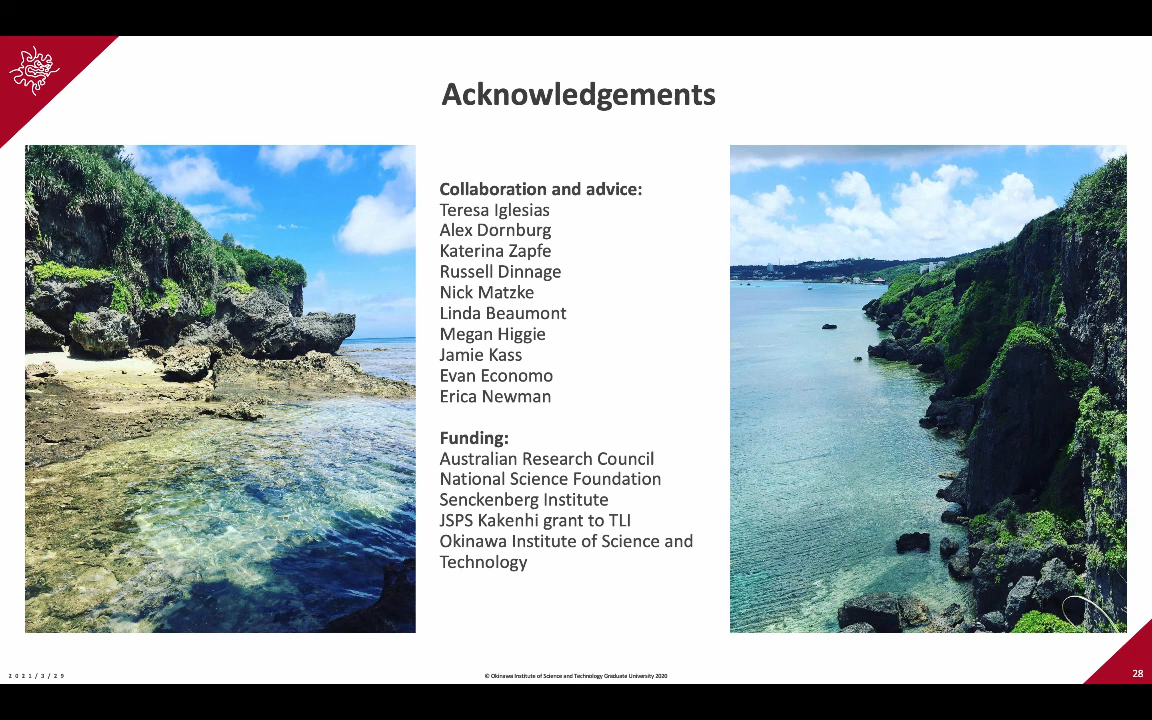 Acknowledgements
Collaboration and advice:
Teresa Iglesias
Alex Dornburg
Katerina Zapfe
Russell Dinnage
Nick Matzke
Linda Beaumont
Megan Higgie
Jamie Kass
Evan Economo
Erica Newman
Funding:
Australian Research Council
National Science Foundation
Senckenberg Institute
JSPS Kakenhi grant to TLI
Okinawa Institute of Science and
Technology
2021/3/29
© Okinawa Institute of Science and Technology Graduate University 2020
28